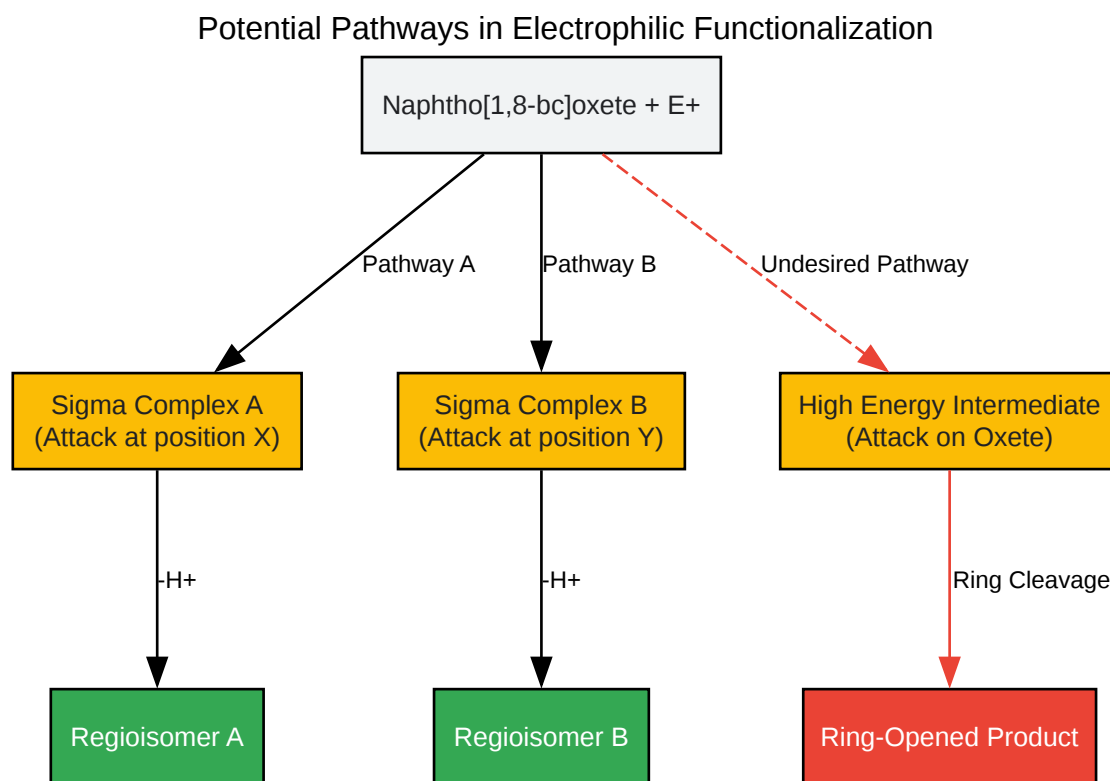 Potential Pathways in Electrophilic Functionalization
Naphtho[1,8-bc]oxete + E+
Pathway A
Pathway B
Undesired Pathway
Sigma Complex A
(Attack at position X)
Sigma Complex B
(Attack at position Y)
High Energy Intermediate
(Attack on Oxete)
-H+
-H+
Ring Cleavage
Regioisomer A
Regioisomer B
Ring-Opened Product